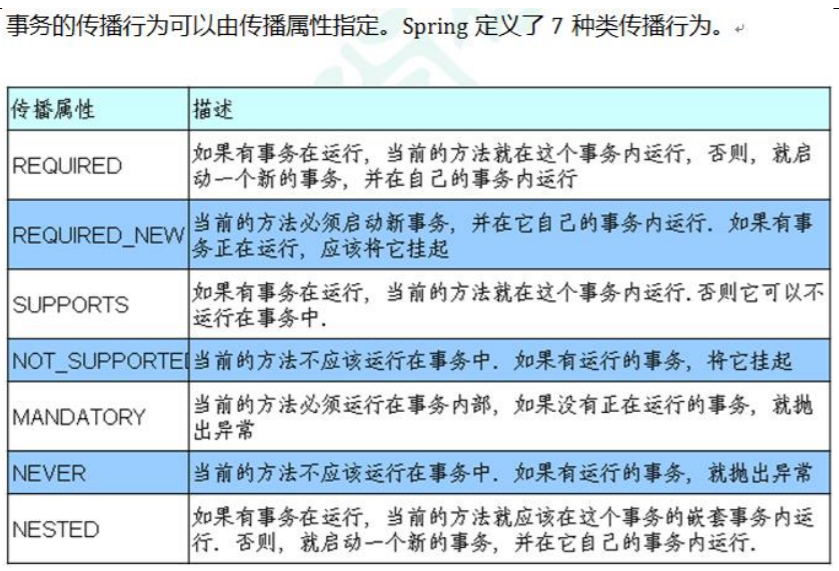 事务的传播行为可以由传播属性指定。Spring 定义了 7 种类传播行为。
传播属性 描述
REQUIRED 如果有事务在运行，当前的方法就在这个事务内运行，否则，就启
动一个新的事务，并在自己的事务内运行
REQUIRED_NEW 当前的方法必须启动新事务，并在它自己的事务内运行．如果有事
务正在运行，应该将它挂起
SUPPORTS 如果有事务在运行，当前的方法就在这个事务内运行．否则它可以不
运行在事务中．
NOT_SUPPORTED 当前的方法不应该运行在事务中．如果有运行的事务，将它挂起
MANDATORY 当前的方法必须运行在事务内部，如果没有正在运行的事务，就抛
出异常
NEVER 当前的方法不应该运行在事务中．如果有运行的事务，就抛出异常
NESTED 如果有事务在运行，当前的方法就应该在这个事务的嵌套事务内运
行．否则，就启动一个新的事务，并在它自己的事务内运行．